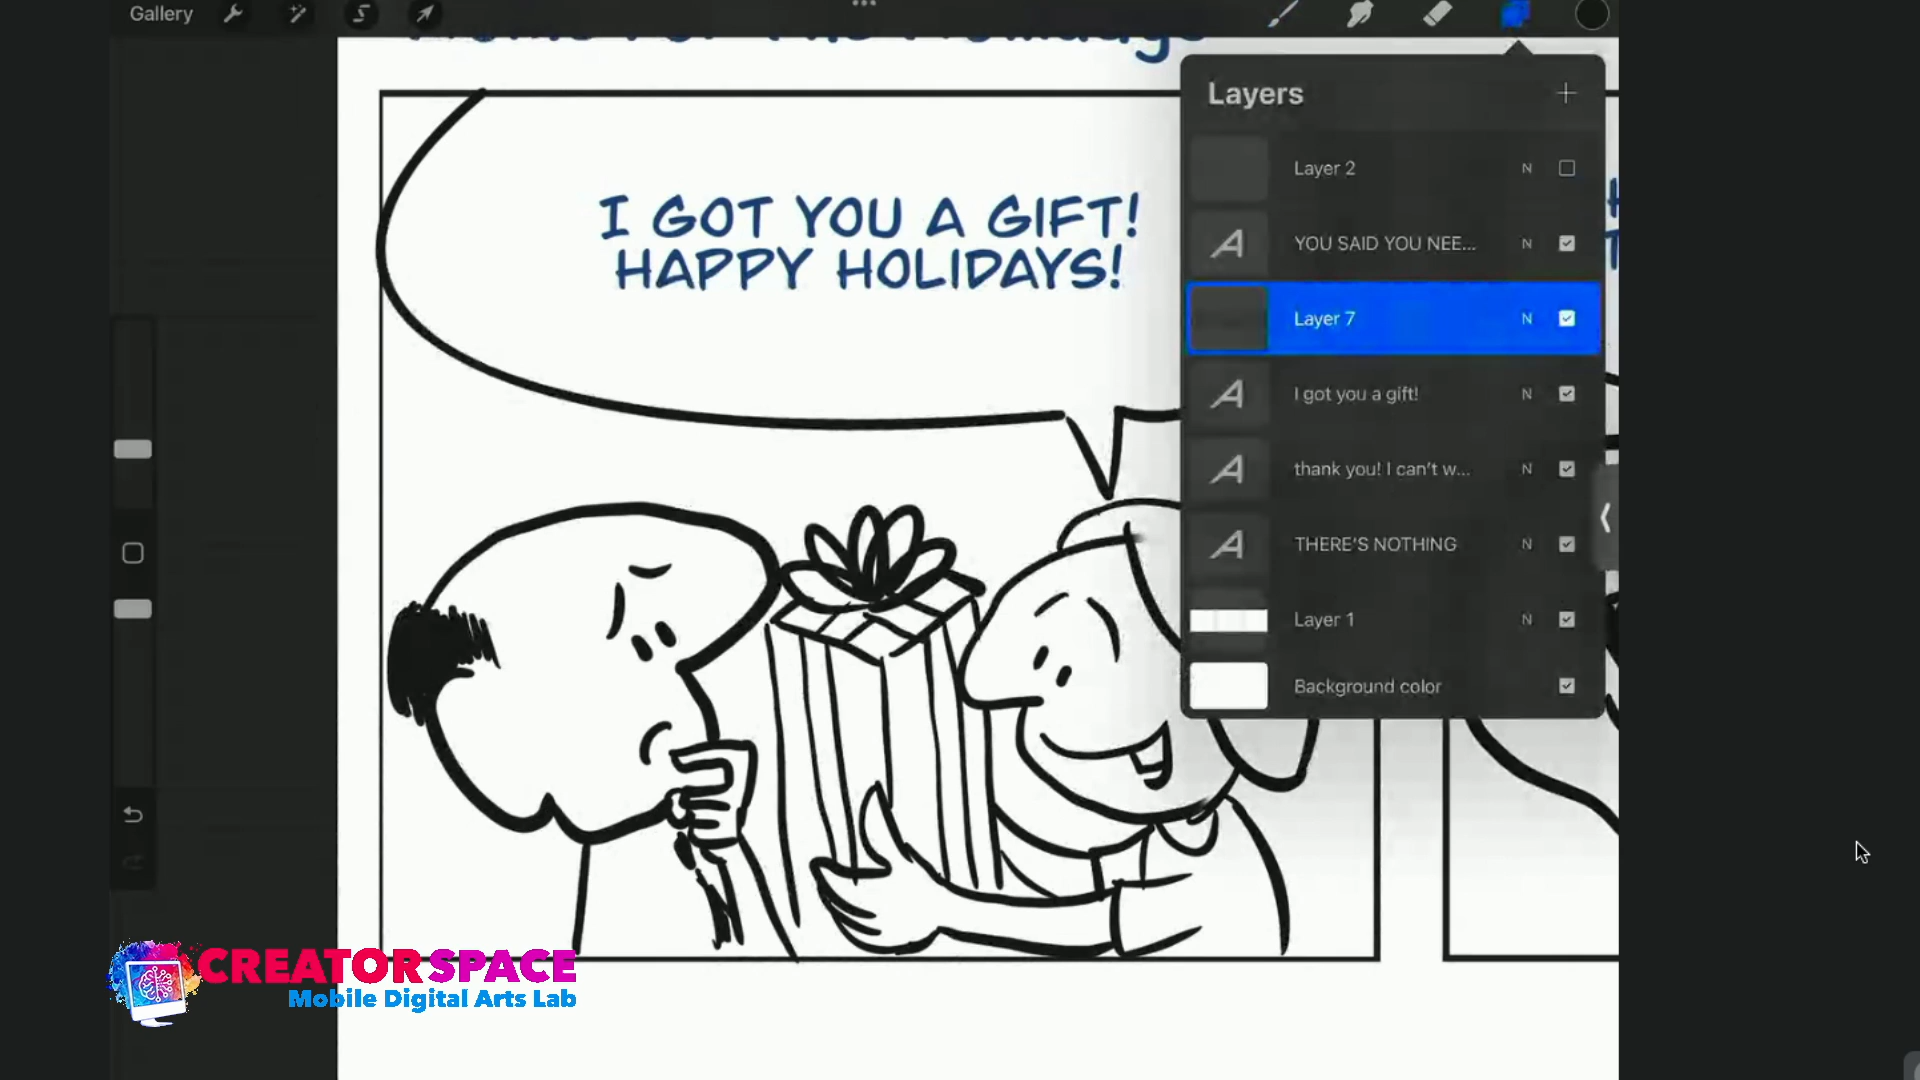 Gallery
Layers
I GOT YOU A GIFT!
HAPPY HOLIDAYS!
Layer 2 N
YOU SAID YOU NEE... N
Layer 7 N
I got you a gift! N
thank you! I can't w... N
THERE'S NOTHING N
Layer 1 N
Background color
CREATORSPACE
Mobile Digital Arts Lab